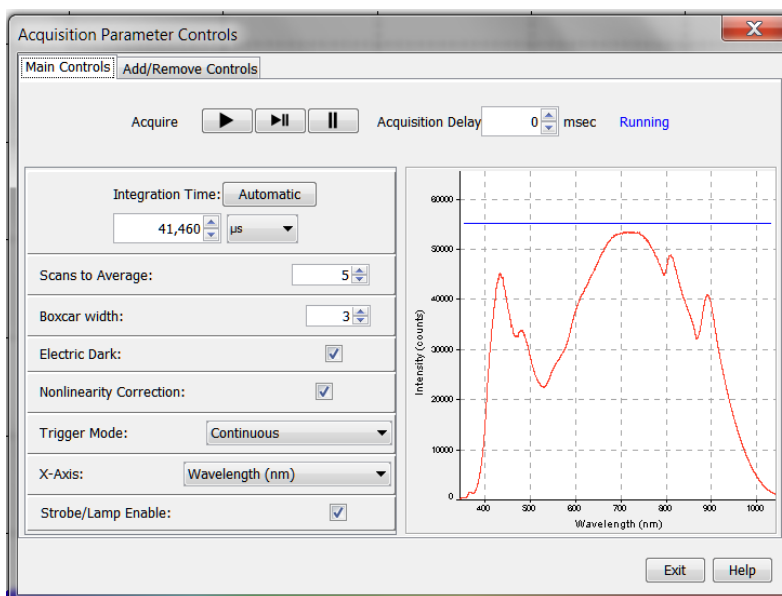 Acquisition Parameter Controls
X
Main Controls Add/Remove Controls
Acquire Acquisition Delay 0 msec Running
Integration Time: Automatic
41,460 µs
Scans to Average: 5
Boxcar width: 3
Electric Dark:
Nonlinearity Correction:
Trigger Mode: Continuous
X-Axis: Wavelength (nm)
Strobe/Lamp Enable:
Intensity (counts)
60000
50000
40000
30000
20000
10000
0
400 500 600 700 800 900 1000
Wavelength (nm)
Exit Help